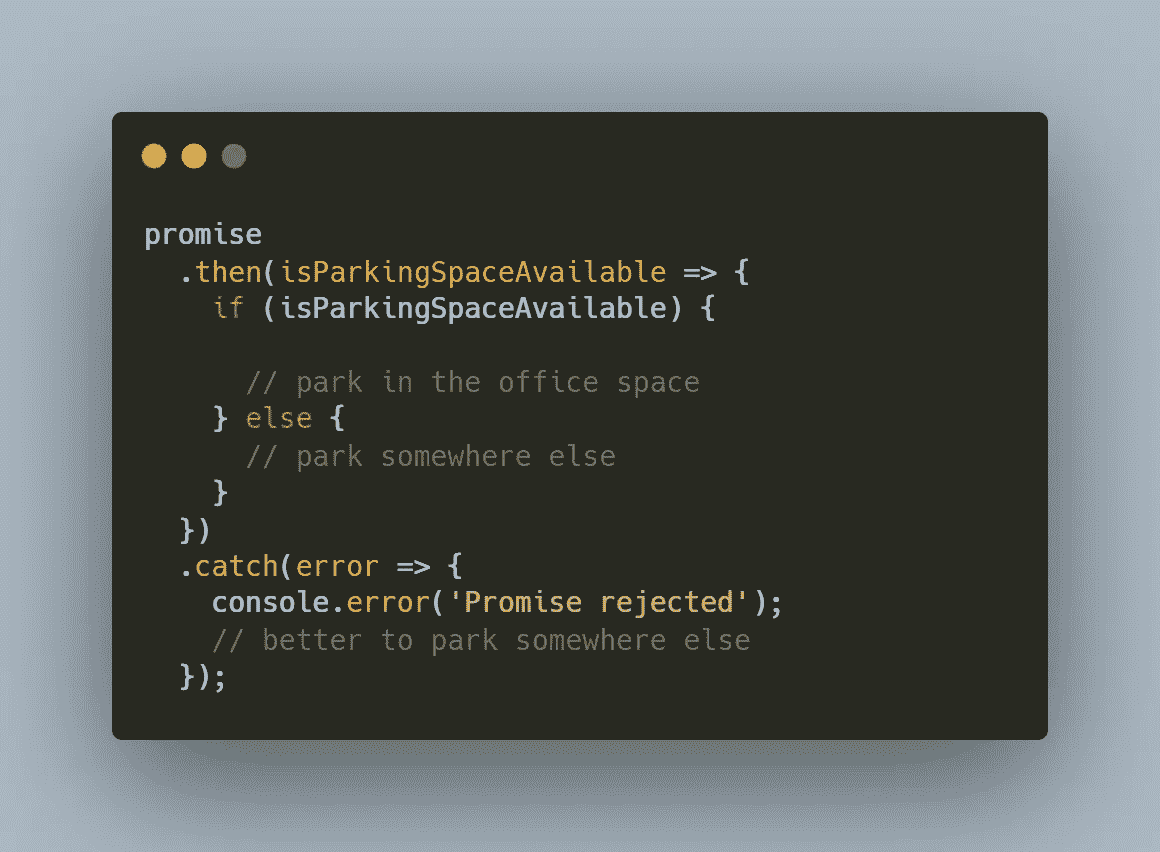 promise
  .then(isParkingSpaceAvailable => {
    if (isParkingSpaceAvailable) {

      // park in the office space
    } else {
      // park somewhere else
    }
  })
  .catch(error => {
    console.error('Promise rejected');
    // better to park somewhere else
  });